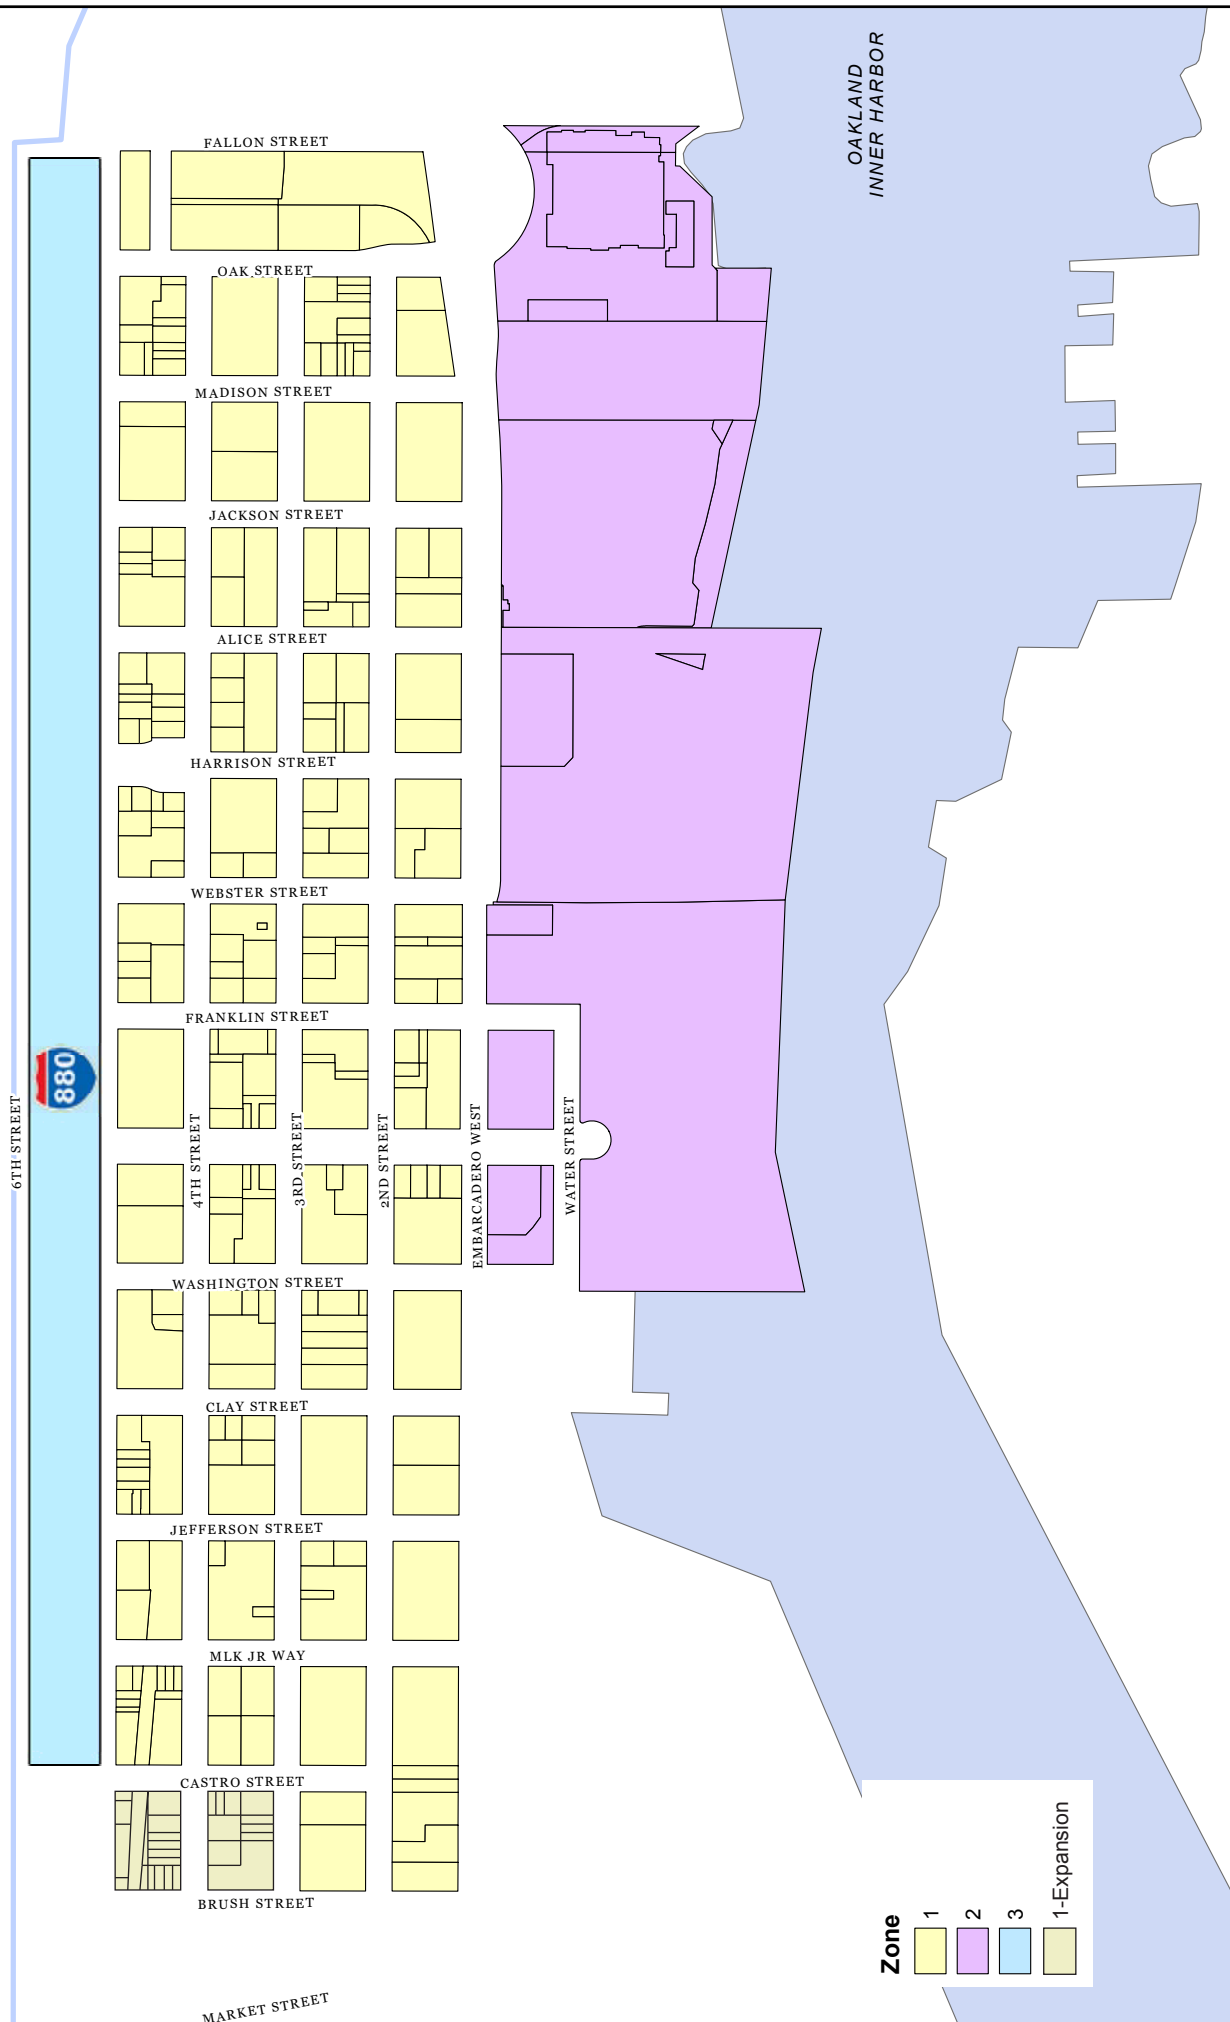 OAKLAND
INNER HARBOR
FALLON STREET
OAK STREET
MADISON STREET
JACKSON STREET
ALICE STREET
HARRISON STREET
WEBSTER STREET
FRANKLIN STREET
880
6TH STREET
4TH STREET
3RD STREET
2ND STREET
EMBARCADERO WEST
WATER STREET
WASHINGTON STREET
CLAY STREET
JEFFERSON STREET
MLK JR WAY
CASTRO STREET
BRUSH STREET
MARKET STREET
Zone
1
2
3
1-Expansion